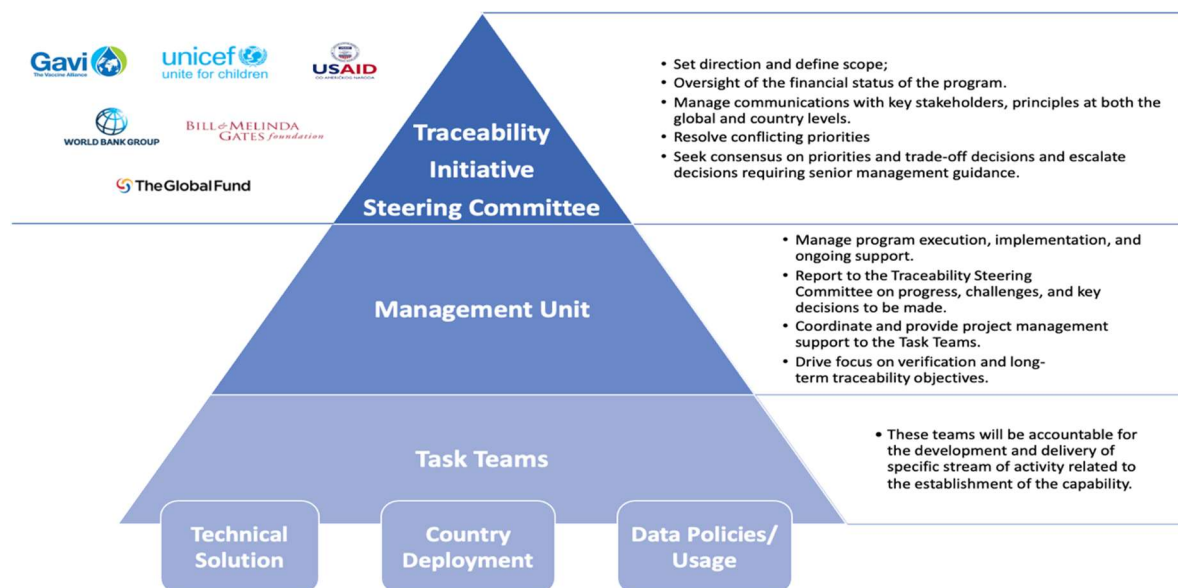 Gavi
The Vaccine Alliance
unicef
unite for children
USAID
WORLD BANK GROUP
BILL & MELINDA
GATES foundation
The Global Fund
Traceability
Initiative
Steering Committee
• Set direction and define scope;
• Oversight of the financial status of the program.
• Manage communications with key stakeholders, principles at both the
global and country levels.
• Resolve conflicting priorities
• Seek consensus on priorities and trade-off decisions and escalate
decisions requiring senior management guidance.
Management Unit
• Manage program execution, implementation, and
ongoing support.
• Report to the Traceability Steering
Committee on progress, challenges, and key
decisions to be made.
• Coordinate and provide project management
support to the Task Teams.
• Drive focus on verification and long-
term traceability objectives.
Task Teams
• These teams will be accountable for
the development and delivery of
specific stream of activity related to
the establishment of the capability.
Technical
Solution
Country
Deployment
Data Policies/
Usage